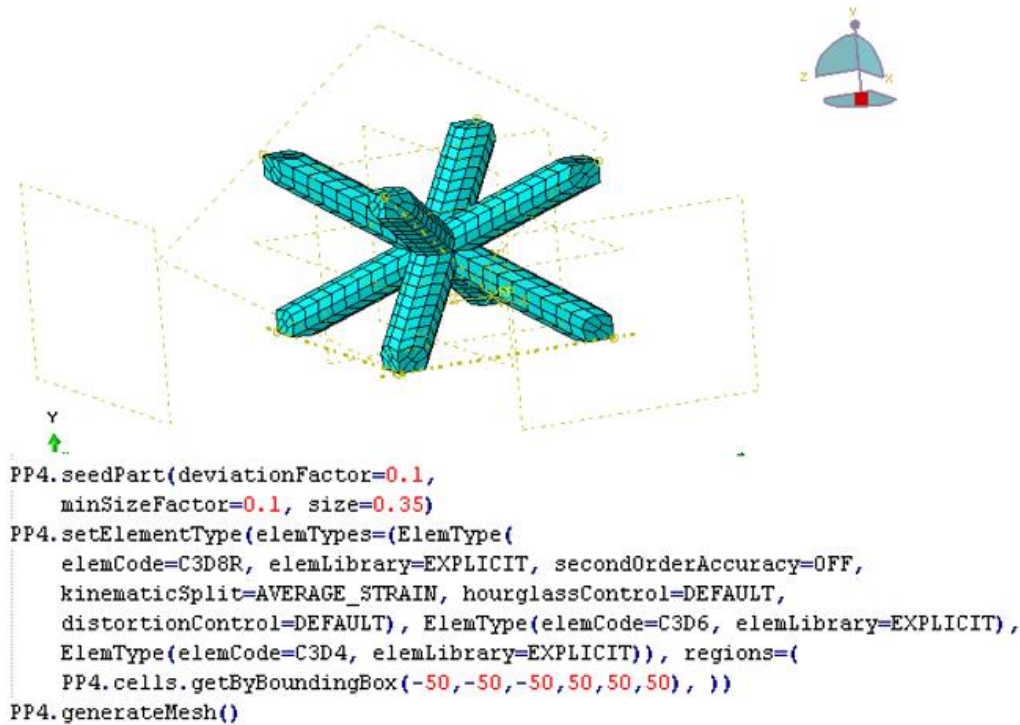 Y
Z
X
Y
PP4.seedPart(deviationFactor=0.1,
minSizeFactor=0.1, size=0.35)
PP4.setElementType(elemTypes=(ElemType(
elemCode=C3D8R, elemLibrary=EXPLICIT, secondOrderAccuracy=OFF,
kinematicSplit=AVERAGE_STRAIN, hourglassControl=DEFAULT,
distortionControl=DEFAULT), ElemType(elemCode=C3D6, elemLibrary=EXPLICIT),
ElemType(elemCode=C3D4, elemLibrary=EXPLICIT)), regions=(
PP4.cells.getByBoundingBox(-50,-50,-50,50,50,50), ))
PP4.generateMesh()